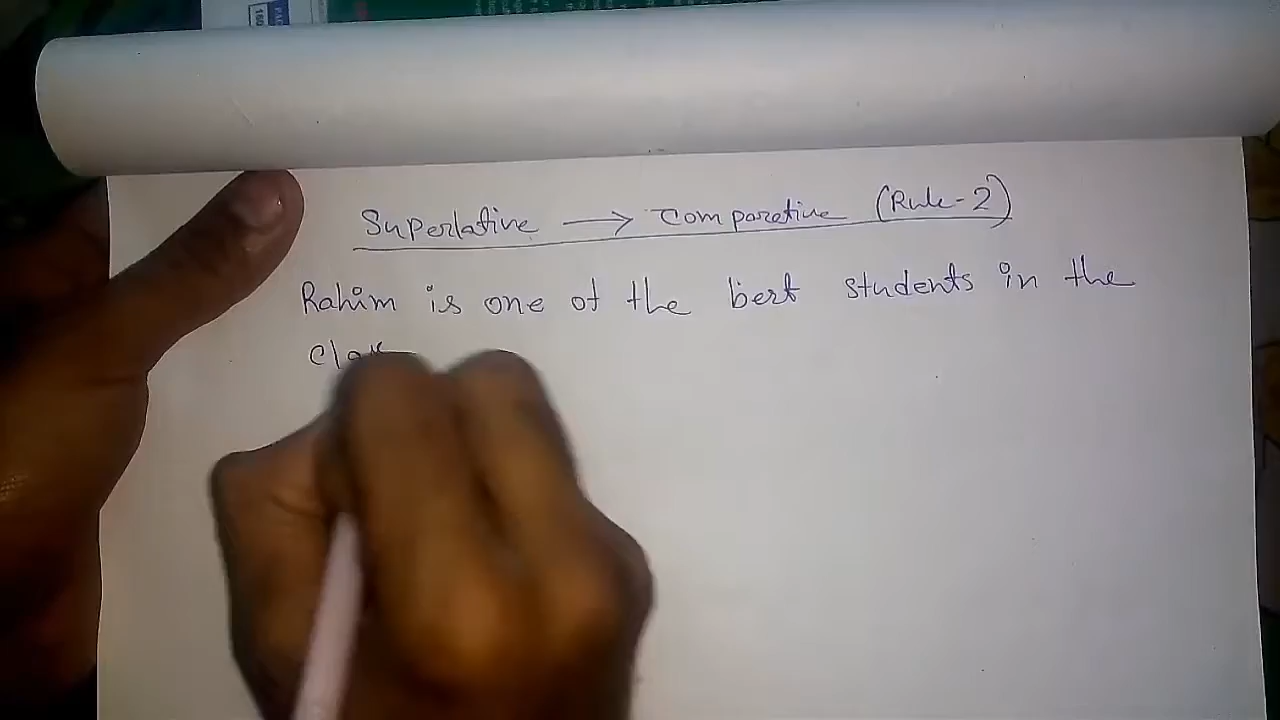 Superlative → Comparative (Rule-2)
Rahim is one of the best students in the